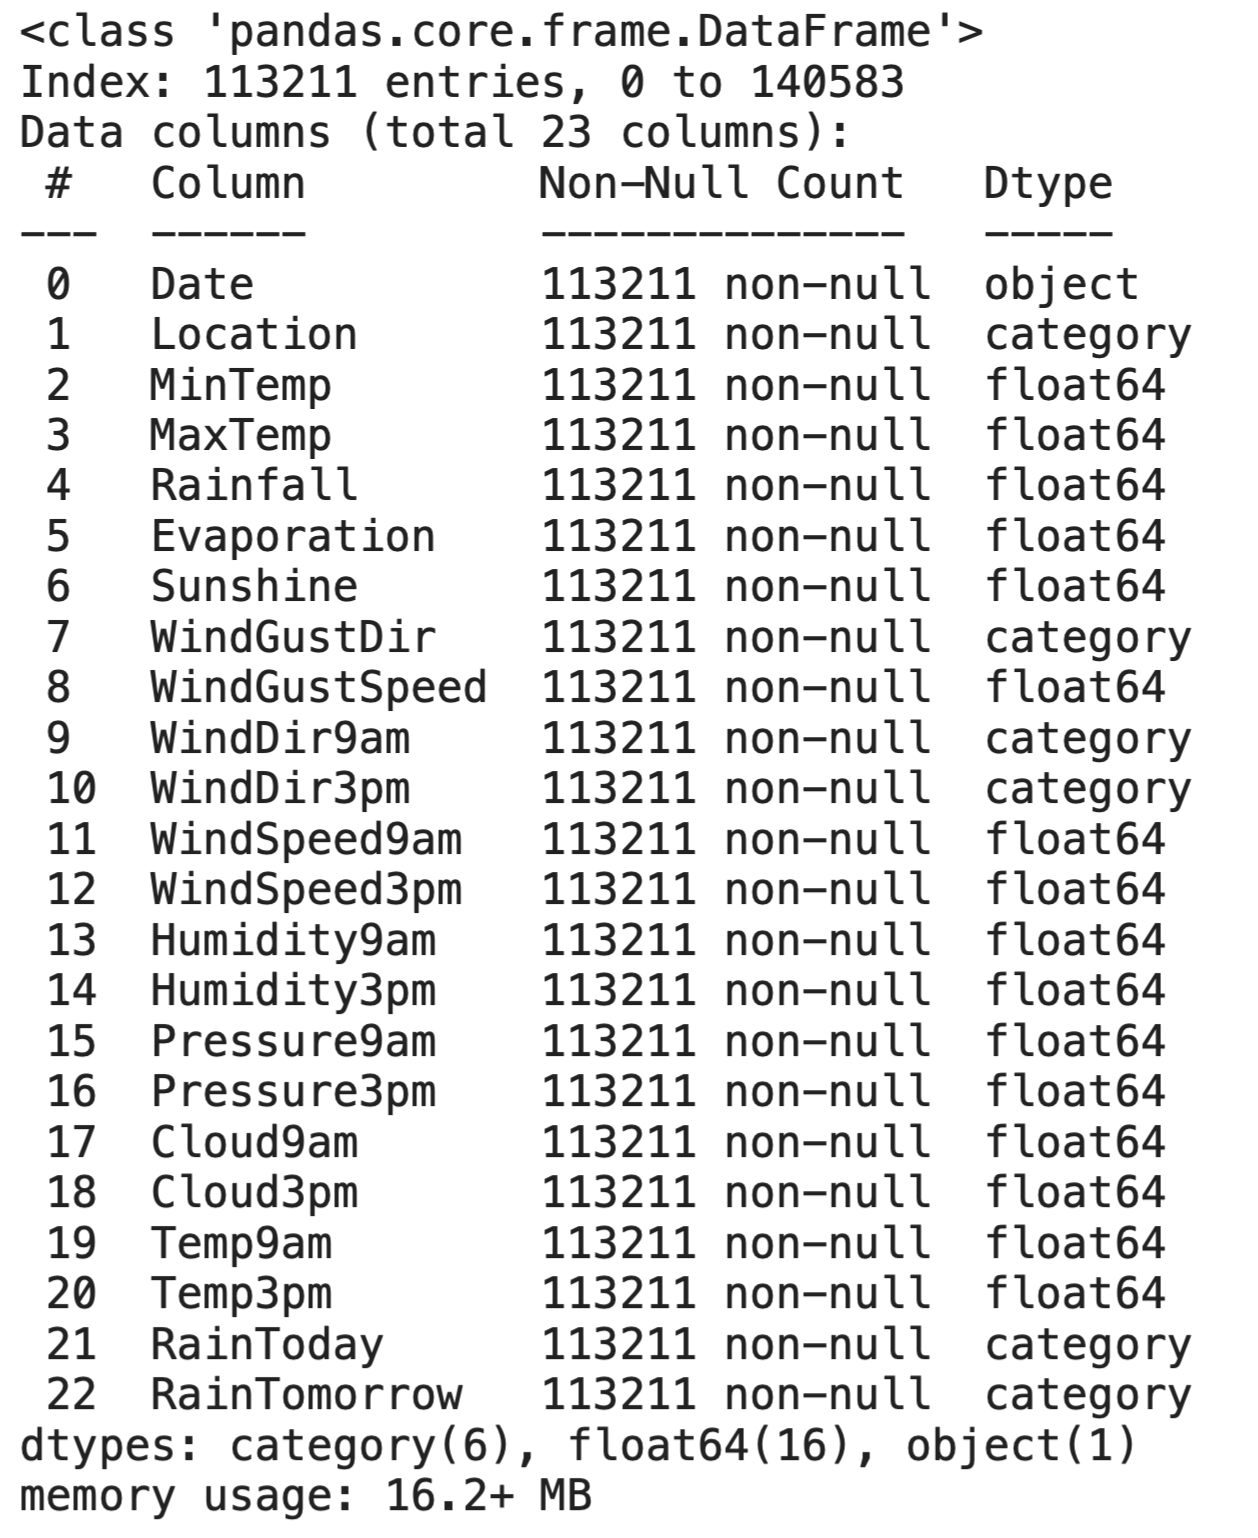 <class 'pandas.core.frame.DataFrame'>
Index: 113211 entries, 0 to 140583
Data columns (total 23 columns):
 #   Column         Non-Null Count   Dtype
---  ------         --------------   -----
 0   Date           113211 non-null  object
 1   Location       113211 non-null  category
 2   MinTemp        113211 non-null  float64
 3   MaxTemp        113211 non-null  float64
 4   Rainfall       113211 non-null  float64
 5   Evaporation    113211 non-null  float64
 6   Sunshine       113211 non-null  float64
 7   WindGustDir    113211 non-null  category
 8   WindGustSpeed  113211 non-null  float64
 9   WindDir9am     113211 non-null  category
 10  WindDir3pm     113211 non-null  category
 11  WindSpeed9am   113211 non-null  float64
 12  WindSpeed3pm   113211 non-null  float64
 13  Humidity9am    113211 non-null  float64
 14  Humidity3pm    113211 non-null  float64
 15  Pressure9am    113211 non-null  float64
 16  Pressure3pm    113211 non-null  float64
 17  Cloud9am       113211 non-null  float64
 18  Cloud3pm       113211 non-null  float64
 19  Temp9am        113211 non-null  float64
 20  Temp3pm        113211 non-null  float64
 21  RainToday      113211 non-null  category
 22  RainTomorrow   113211 non-null  category
dtypes: category(6), float64(16), object(1)
memory usage: 16.2+ MB